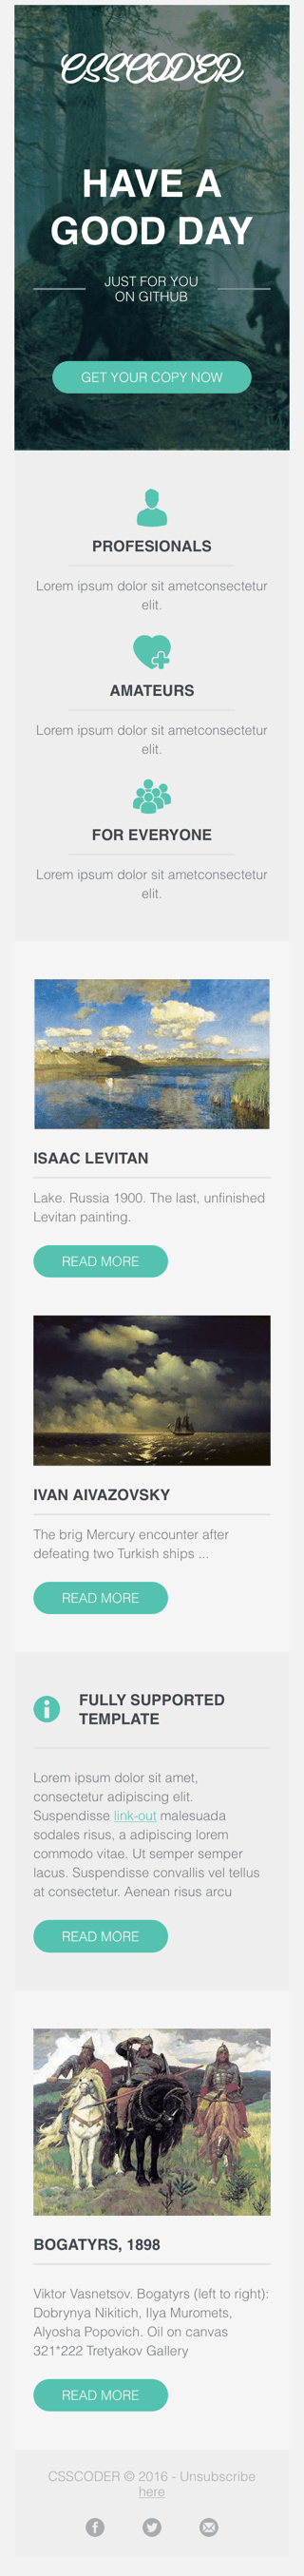 CSSCODER
HAVE A
GOOD DAY
JUST FOR YOU
ON GITHUB
GET YOUR COPY NOW
PROFESIONALS
Lorem ipsum dolor sit ametconsectetur
elit.
AMATEURS
Lorem ipsum dolor sit ametconsectetur
elit.
FOR EVERYONE
Lorem ipsum dolor sit ametconsectetur
elit.
ISAAC LEVITAN
Lake. Russia 1900. The last, unfinished
Levitan painting.
READ MORE
IVAN AIVAZOVSKY
The brig Mercury encounter after
defeating two Turkish ships ...
READ MORE
FULLY SUPPORTED
TEMPLATE
Lorem ipsum dolor sit amet,
consectetur adipiscing elit.
Suspendisse link-out malesuada
sodales risus, a adipiscing lorem
commodo vitae. Ut semper semper
lacus. Suspendisse convallis vel tellus
at consectetur. Aenean risus arcu
READ MORE
BOGATYRS, 1898
Viktor Vasnetsov. Bogatyrs (left to right):
Dobrynya Nikitich, Ilya Muromets,
Alyosha Popovich. Oil on canvas
321*222 Tretyakov Gallery
READ MORE
CSSCODER © 2016 - Unsubscribe
here